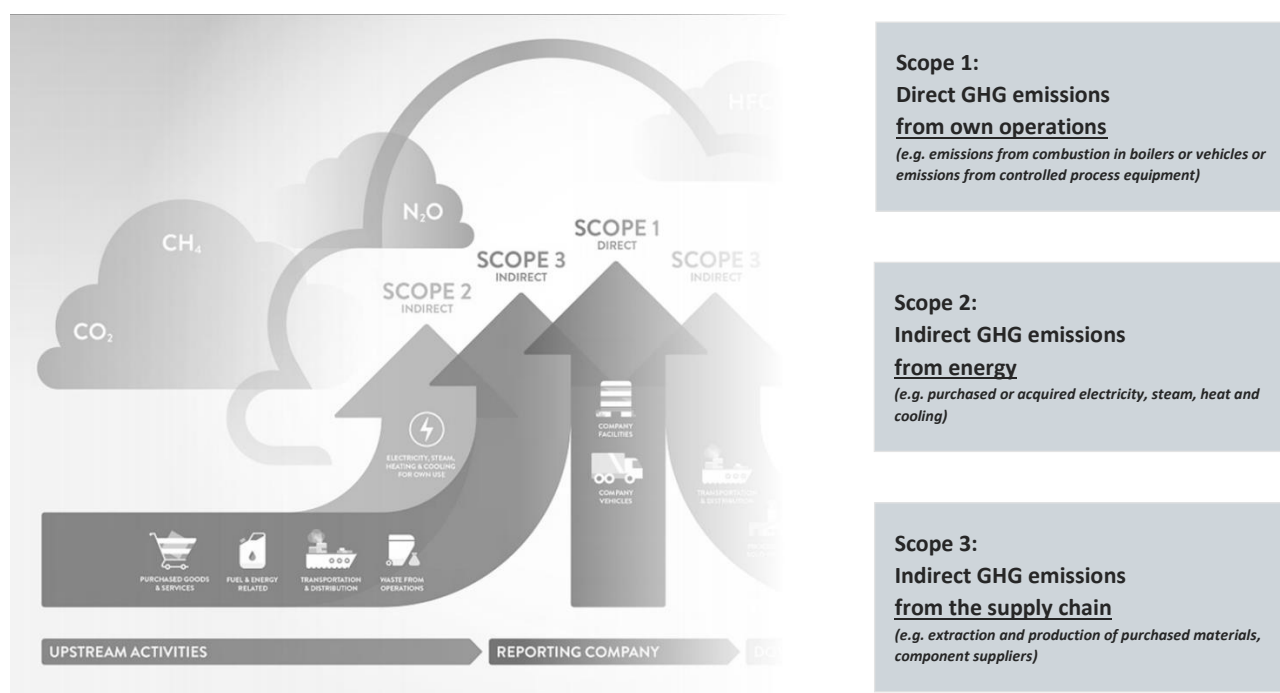 HFC
N₂O
CH₄
CO₂
SCOPE 1
DIRECT
SCOPE 3
INDIRECT
SCOPE 3
INDIRECT
SCOPE 2
INDIRECT
COMPANY
FACILITIES
ELECTRICITY, STEAM,
HEATING & COOLING
FOR OWN USE
COMPANY
VEHICLES
TRANSPORTATION
& DISTRIBUTION
PURCHASED GOODS
& SERVICES
FUEL & ENERGY
RELATED
TRANSPORTATION
& DISTRIBUTION
WASTE FROM
OPERATIONS
UPSTREAM ACTIVITIES
REPORTING COMPANY
Scope 1:
Direct GHG emissions
from own operations
(e.g. emissions from combustion in boilers or vehicles or
emissions from controlled process equipment)
Scope 2:
Indirect GHG emissions
from energy
(e.g. purchased or acquired electricity, steam, heat and
cooling)
Scope 3:
Indirect GHG emissions
from the supply chain
(e.g. extraction and production of purchased materials,
component suppliers)